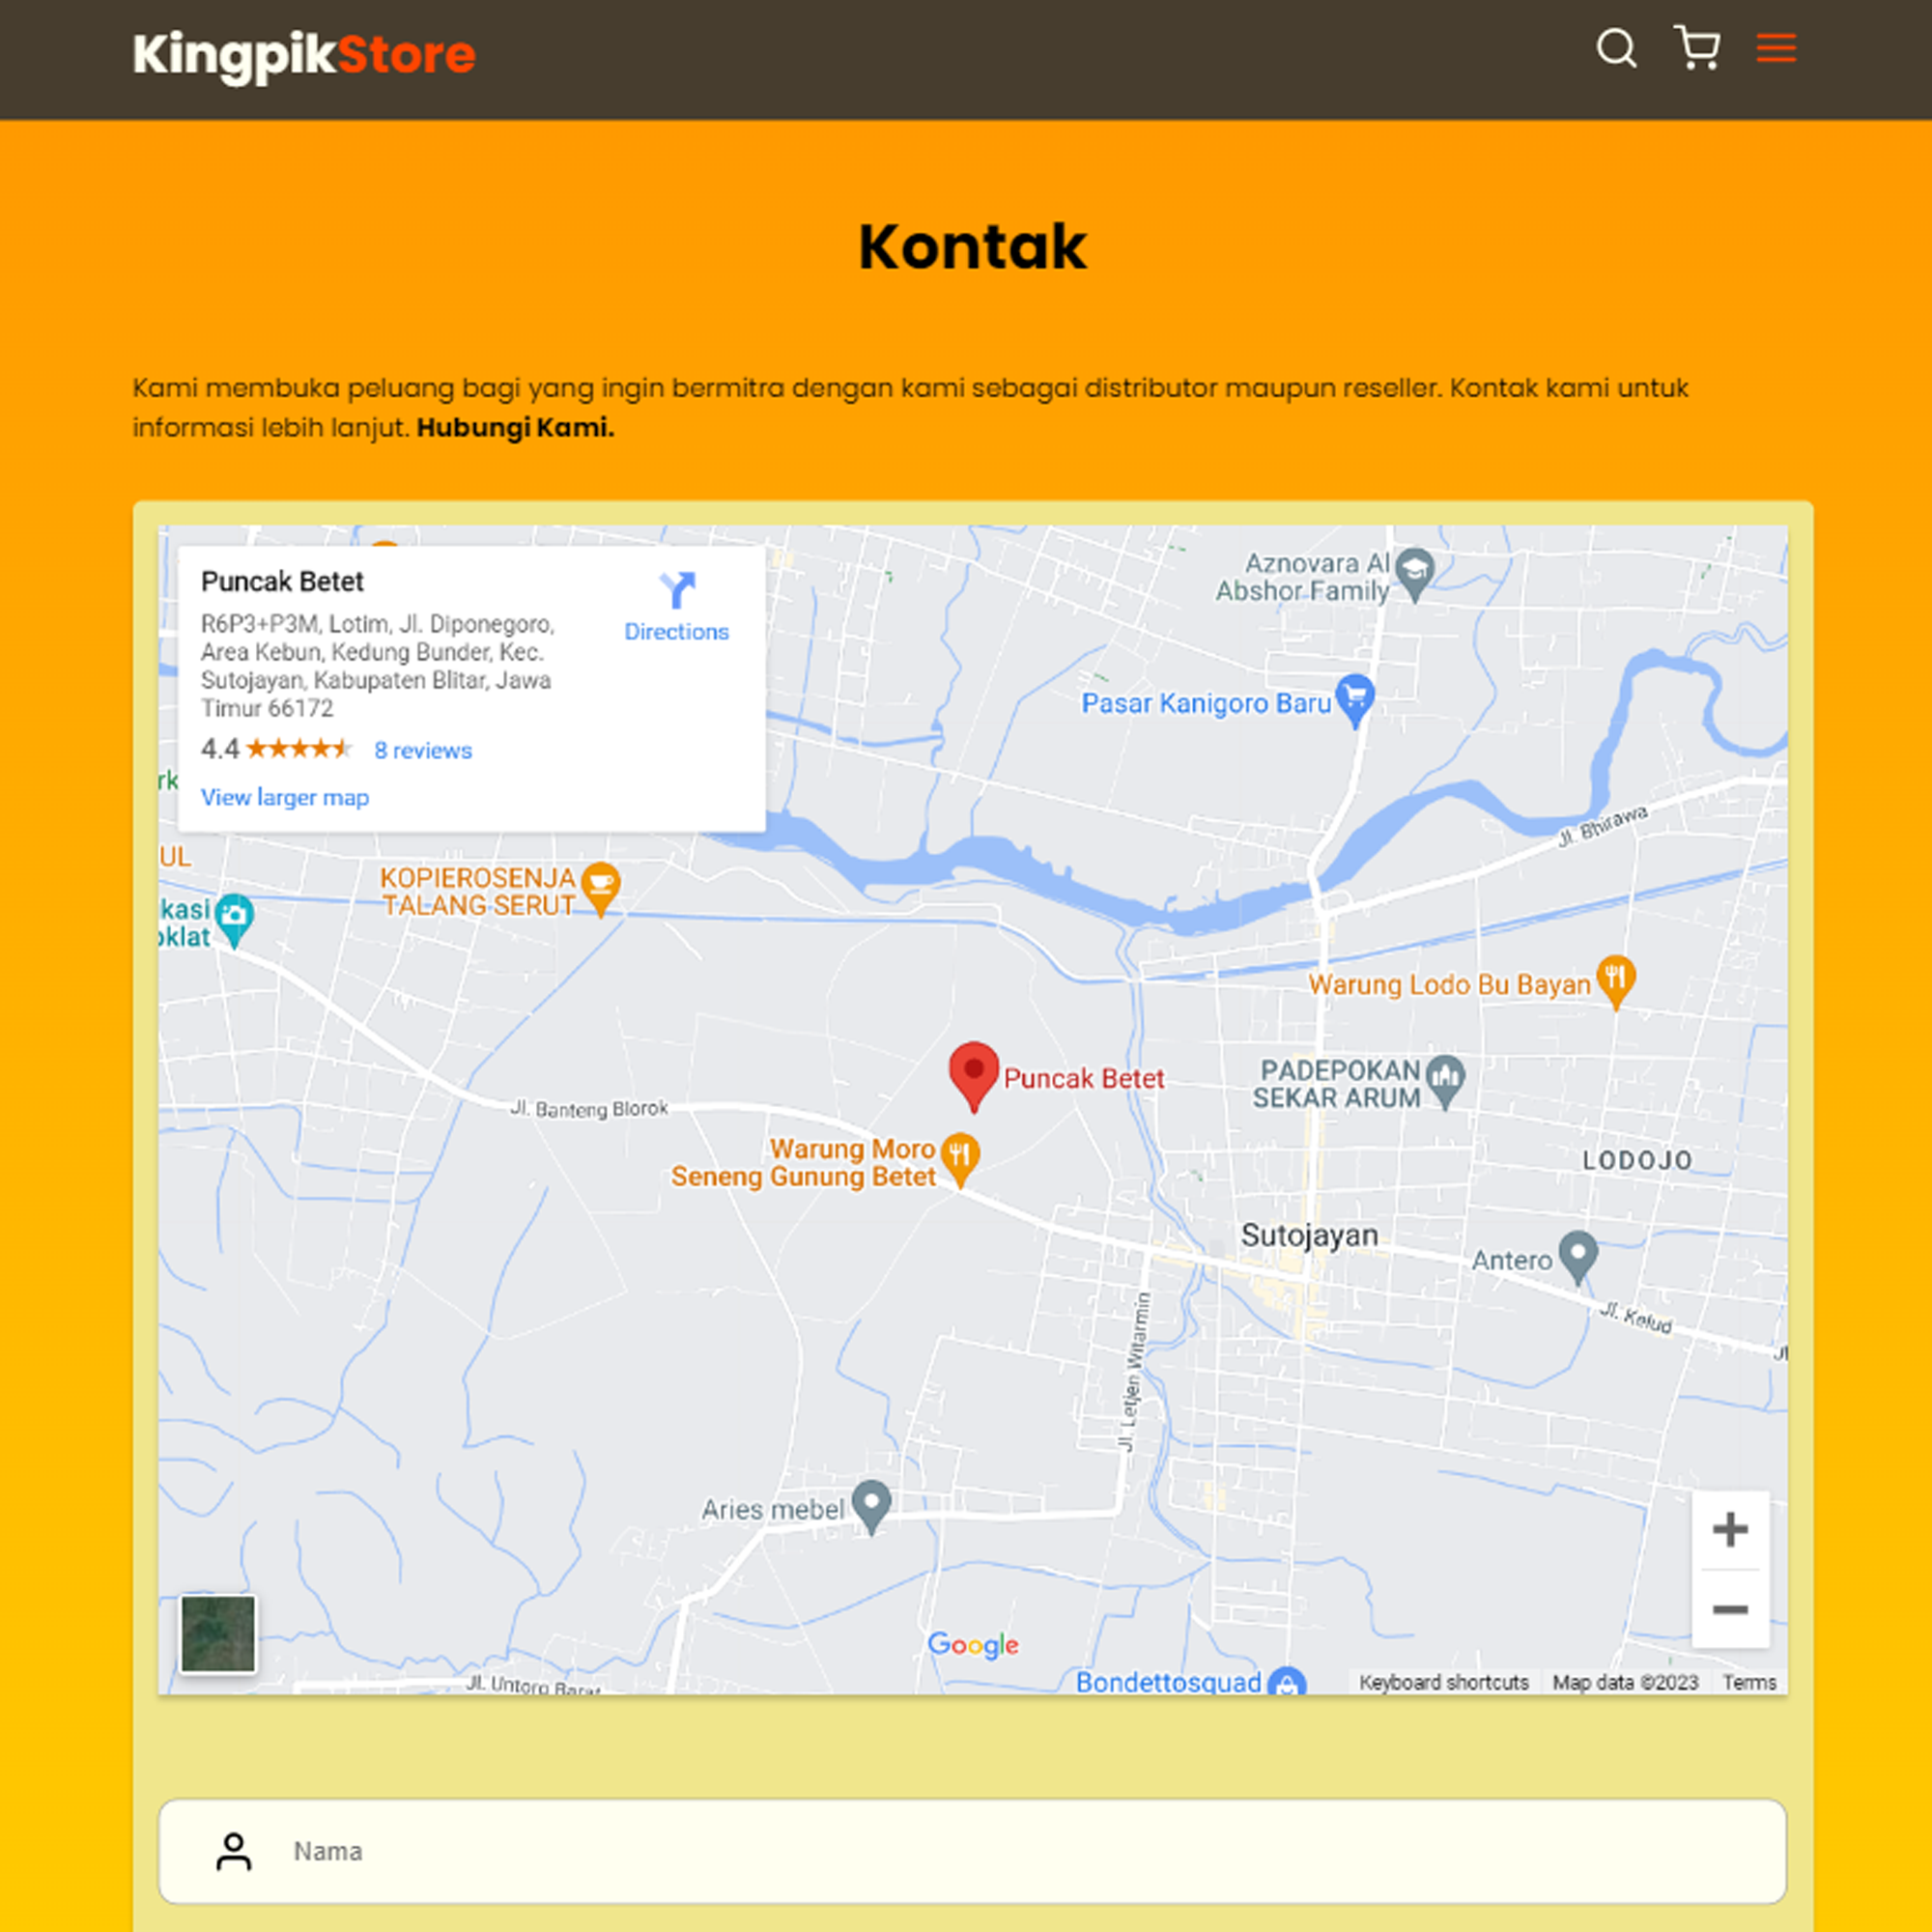 KingpikStore
Kontak
Kami membuka peluang bagi yang ingin bermitra dengan kami sebagai distributor maupun reseller. Kontak kami untuk
informasi lebih lanjut. Hubungi Kami.
Puncak Betet
R6P3+P3M, Lotim, Jl. Diponegoro,
Area Kebun, Kedung Bunder, Kec.
Sutojayan, Kabupaten Blitar, Jawa
Timur 66172
4.4
8 reviews
View larger map
Directions
Aznovara Al
Abshor Family
Pasar Kanigoro Baru
rk
Jl. Bhirawa
UL
KOPIEROSENJA
TALANG SERUT
kasi
oklat
Warung Lodo Bu Bayan
Puncak Betet
PADEPOKAN
SEKAR ARUM
Jl. Banteng Blorok
Warung Moro
Seneng Gunung Betet
LODOJO
Sutojayan
Antero
Jl. Kelud
Jl
Jl. Letjen Witarmin
Aries mebel
Google
Jl. Untoro Barat
Bondettosquad
Keyboard shortcuts
Map data ©2023
Terms
Nama